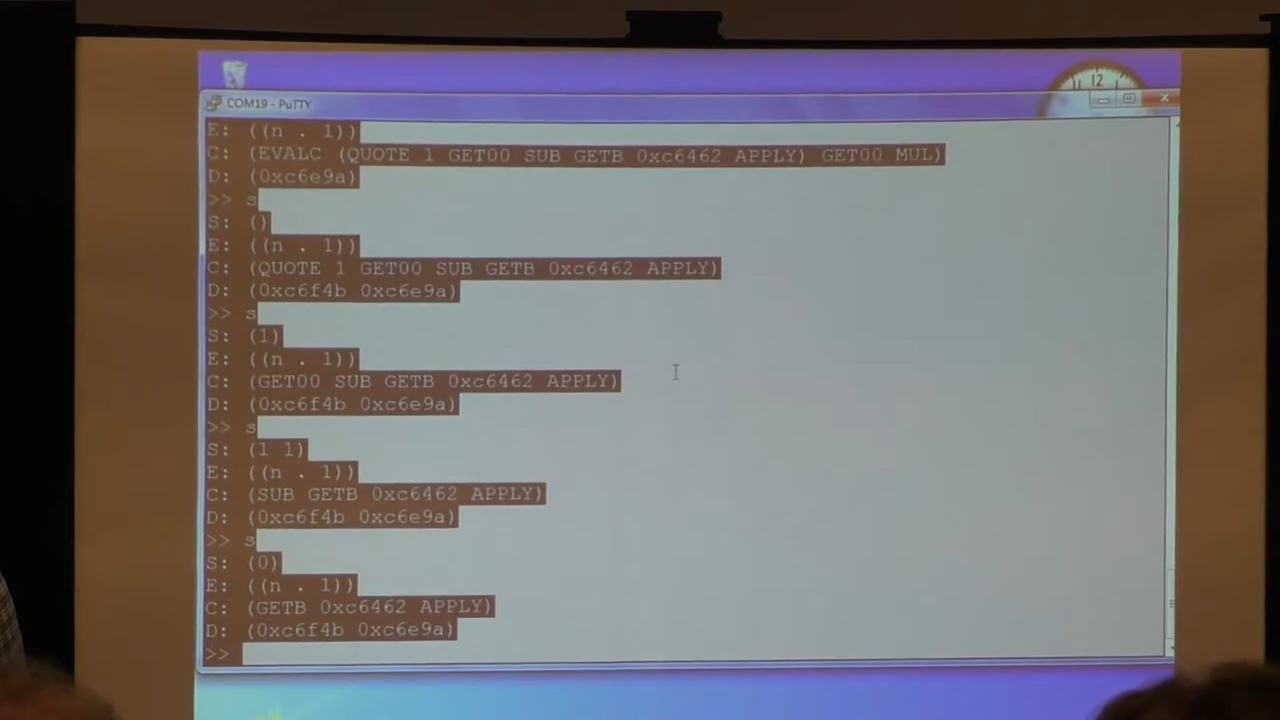 12
COM19 - PuTTY
E: ((n . 1))
C: (EVALC (QUOTE 1 GET00 SUB GETB 0xc6462 APPLY) GET00 MUL)
D: (0xc6e9a)
>> s
S: ()
E: ((n . 1))
C: (QUOTE 1 GET00 SUB GETB 0xc6462 APPLY)
D: (0xc6f4b 0xc6e9a)
>> s
S: (1)
E: ((n . 1))
C: (GET00 SUB GETB 0xc6462 APPLY)
D: (0xc6f4b 0xc6e9a)
>> s
S: (1 1)
E: ((n . 1))
C: (SUB GETB 0xc6462 APPLY)
D: (0xc6f4b 0xc6e9a)
>> s
S: (0)
E: ((n . 1))
C: (GETB 0xc6462 APPLY)
D: (0xc6f4b 0xc6e9a)
>>